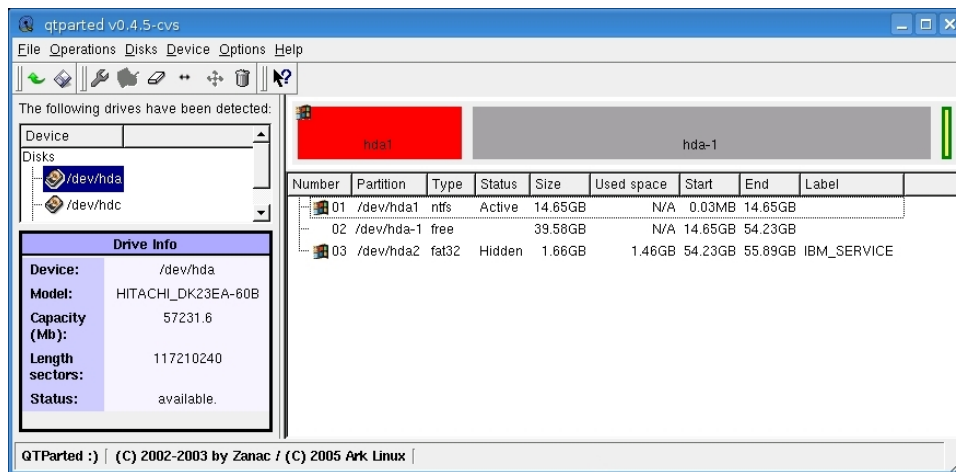 qtparted v0.4.5-cvs
File Operations Disks Device Options Help
The following drives have been detected:
Device
Disks
/dev/hda
/dev/hdc
Drive Info
Device: /dev/hda
Model: HITACHI_DK23EA-60B
Capacity (Mb): 57231.6
Length sectors: 117210240
Status: available.
hda1 hda-1
Number Partition Type Status Size Used space Start End Label
01 /dev/hda1 ntfs Active 14.65GB N/A 0.03MB 14.65GB
02 /dev/hda-1 free 39.58GB N/A 14.65GB 54.23GB
03 /dev/hda2 fat32 Hidden 1.66GB 1.46GB 54.23GB 55.89GB IBM_SERVICE
QTParted :) (C) 2002-2003 by Zanac / (C) 2005 Ark Linux